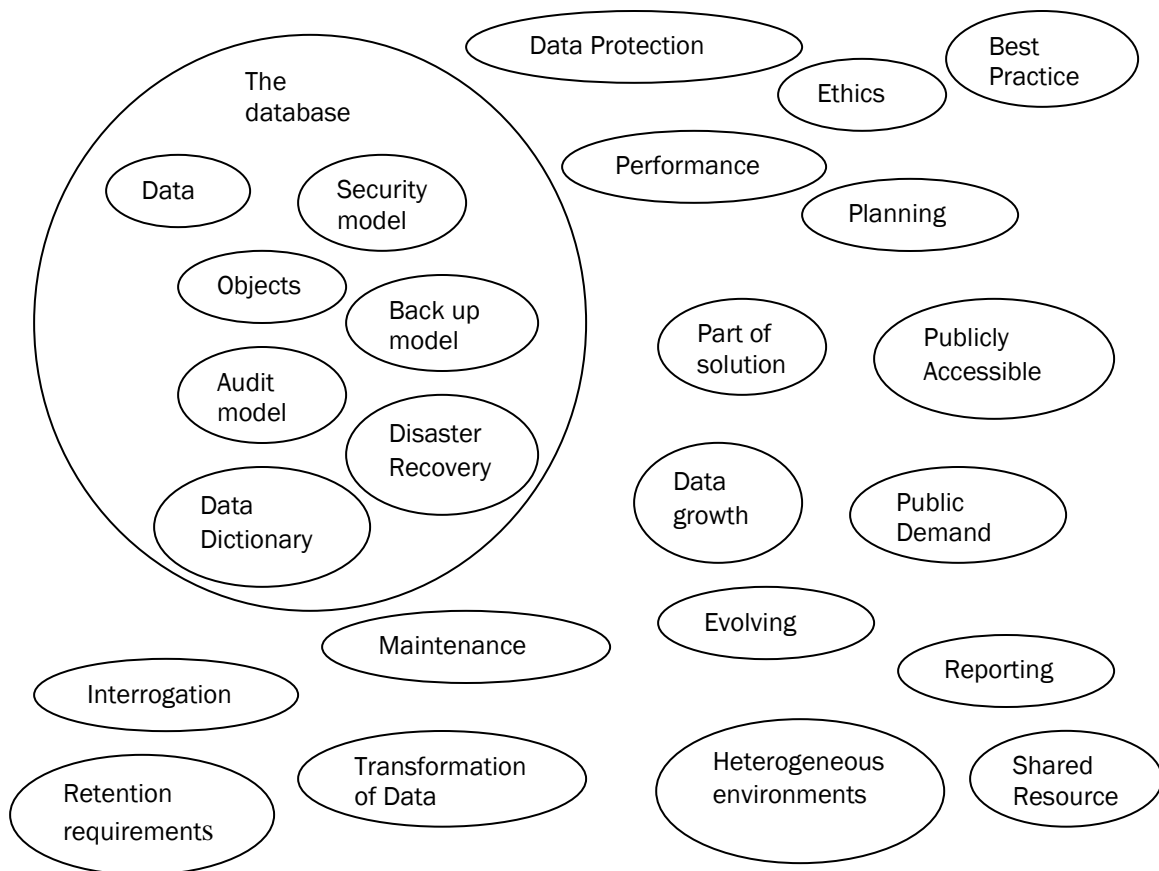 Data Protection
Best
Practice
Ethics
The
database
Performance
Data
Security
model
Planning
Objects
Back up
model
Part of
solution
Publicly
Accessible
Audit
model
Disaster
Recovery
Data
growth
Public
Demand
Data
Dictionary
Evolving
Maintenance
Reporting
Interrogation
Transformation
of Data
Heterogeneous
environments
Shared
Resource
Retention
requirements